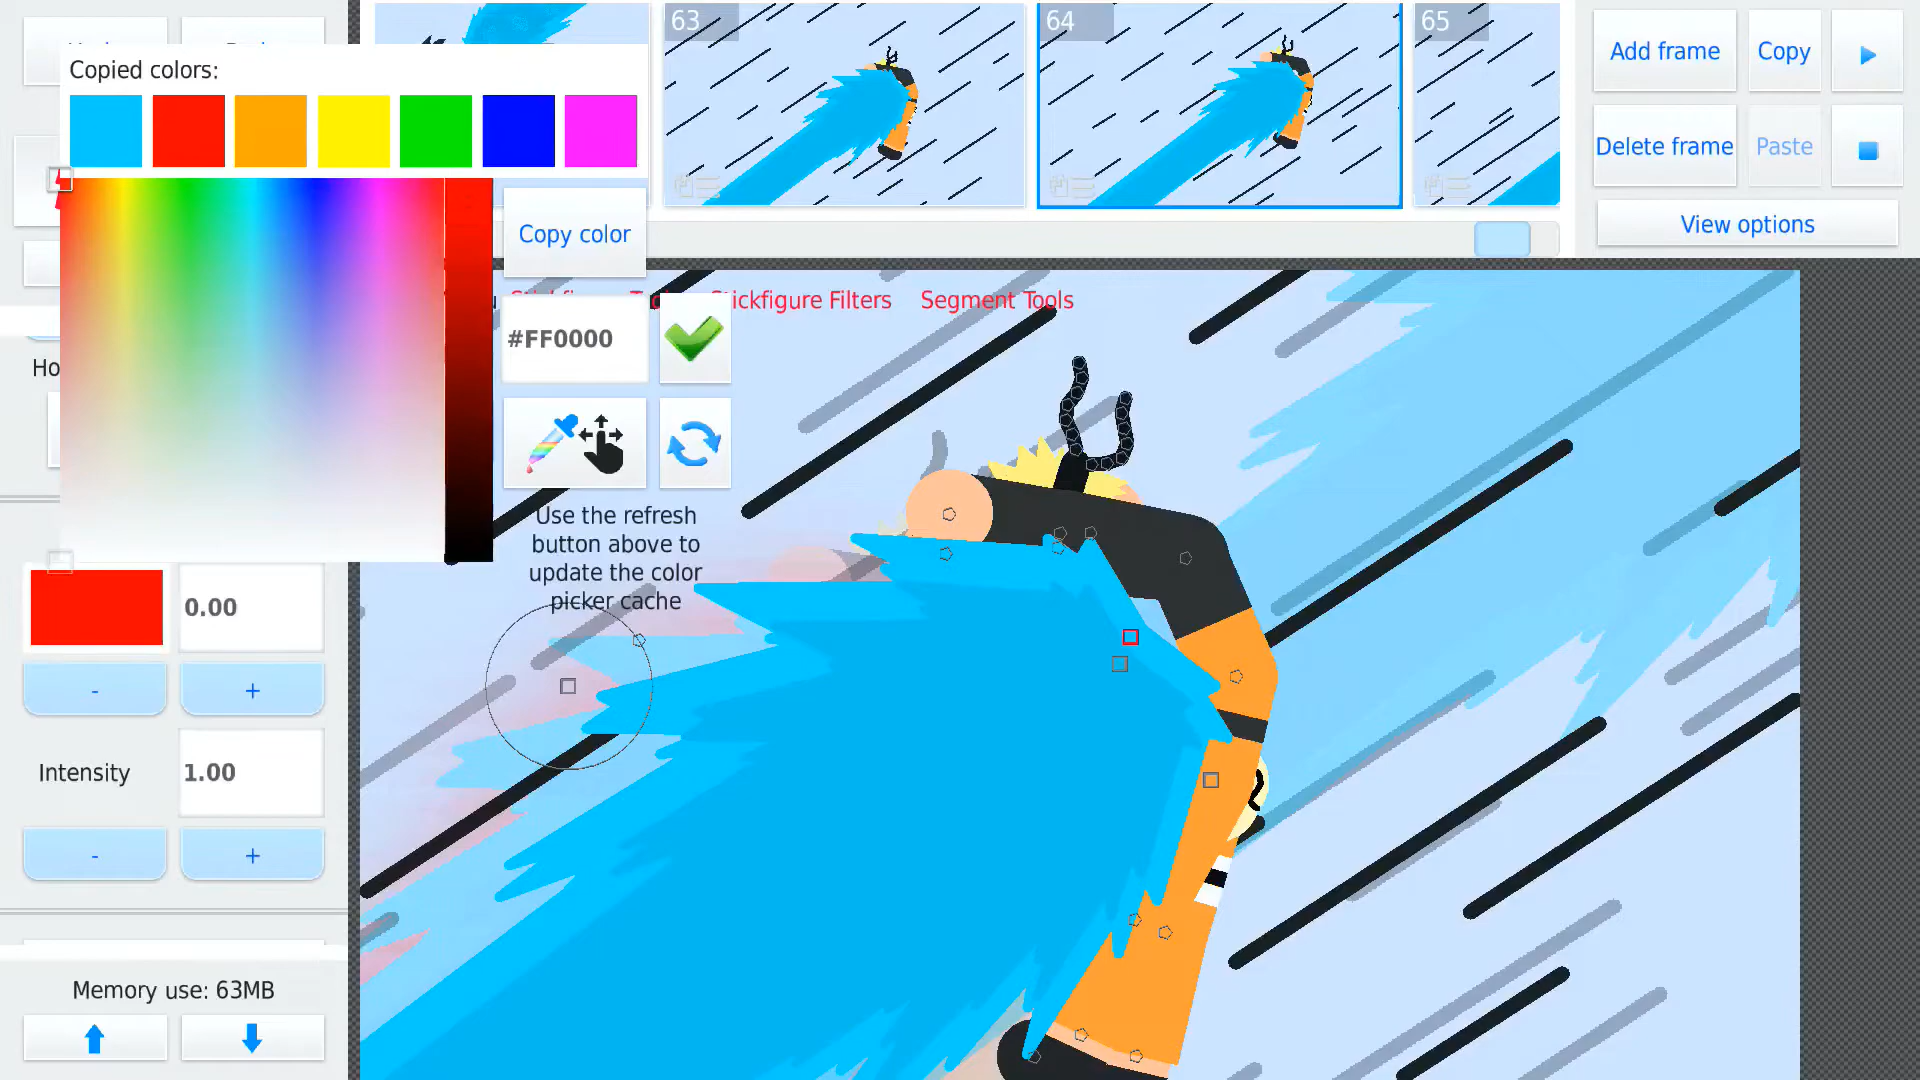 Copied colors:
63
64
65
Add frame
Copy
Delete frame
Paste
View options
Copy color
#FF0000
Stickfigure Filters
Segment Tools
Ho
Use the refresh
button above to
update the color
picker cache
0.00
-
+
Intensity
1.00
-
+
Memory use: 63MB